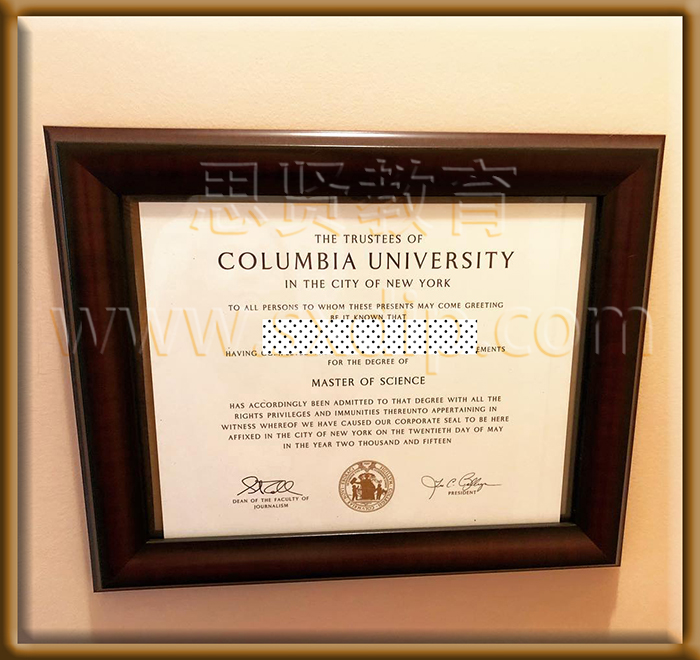 思贤教育
THE TRUSTEES OF
COLUMBIA UNIVERSITY
IN THE CITY OF NEW YORK
TO ALL PERSONS TO WHOM THESE PRESENTS MAY COME GREETING
BE IT KNOWN THAT
www.sxdip.com
HAVING
FOR THE DEGREE OF
MASTER OF SCIENCE
HAS ACCORDINGLY BEEN ADMITTED TO THAT DEGREE WITH ALL THE
RIGHTS PRIVILEGES AND IMMUNITIES THEREUNTO APPERTAINING IN
WITNESS WHEREOF WE HAVE CAUSED OUR CORPORATE SEAL TO BE HERE
AFFIXED IN THE CITY OF NEW YORK ON THE TWENTIETH DAY OF MAY
IN THE YEAR TWO THOUSAND AND FIFTEEN
DEAN OF THE FACULTY OF
JOURNALISM
PRESIDENT